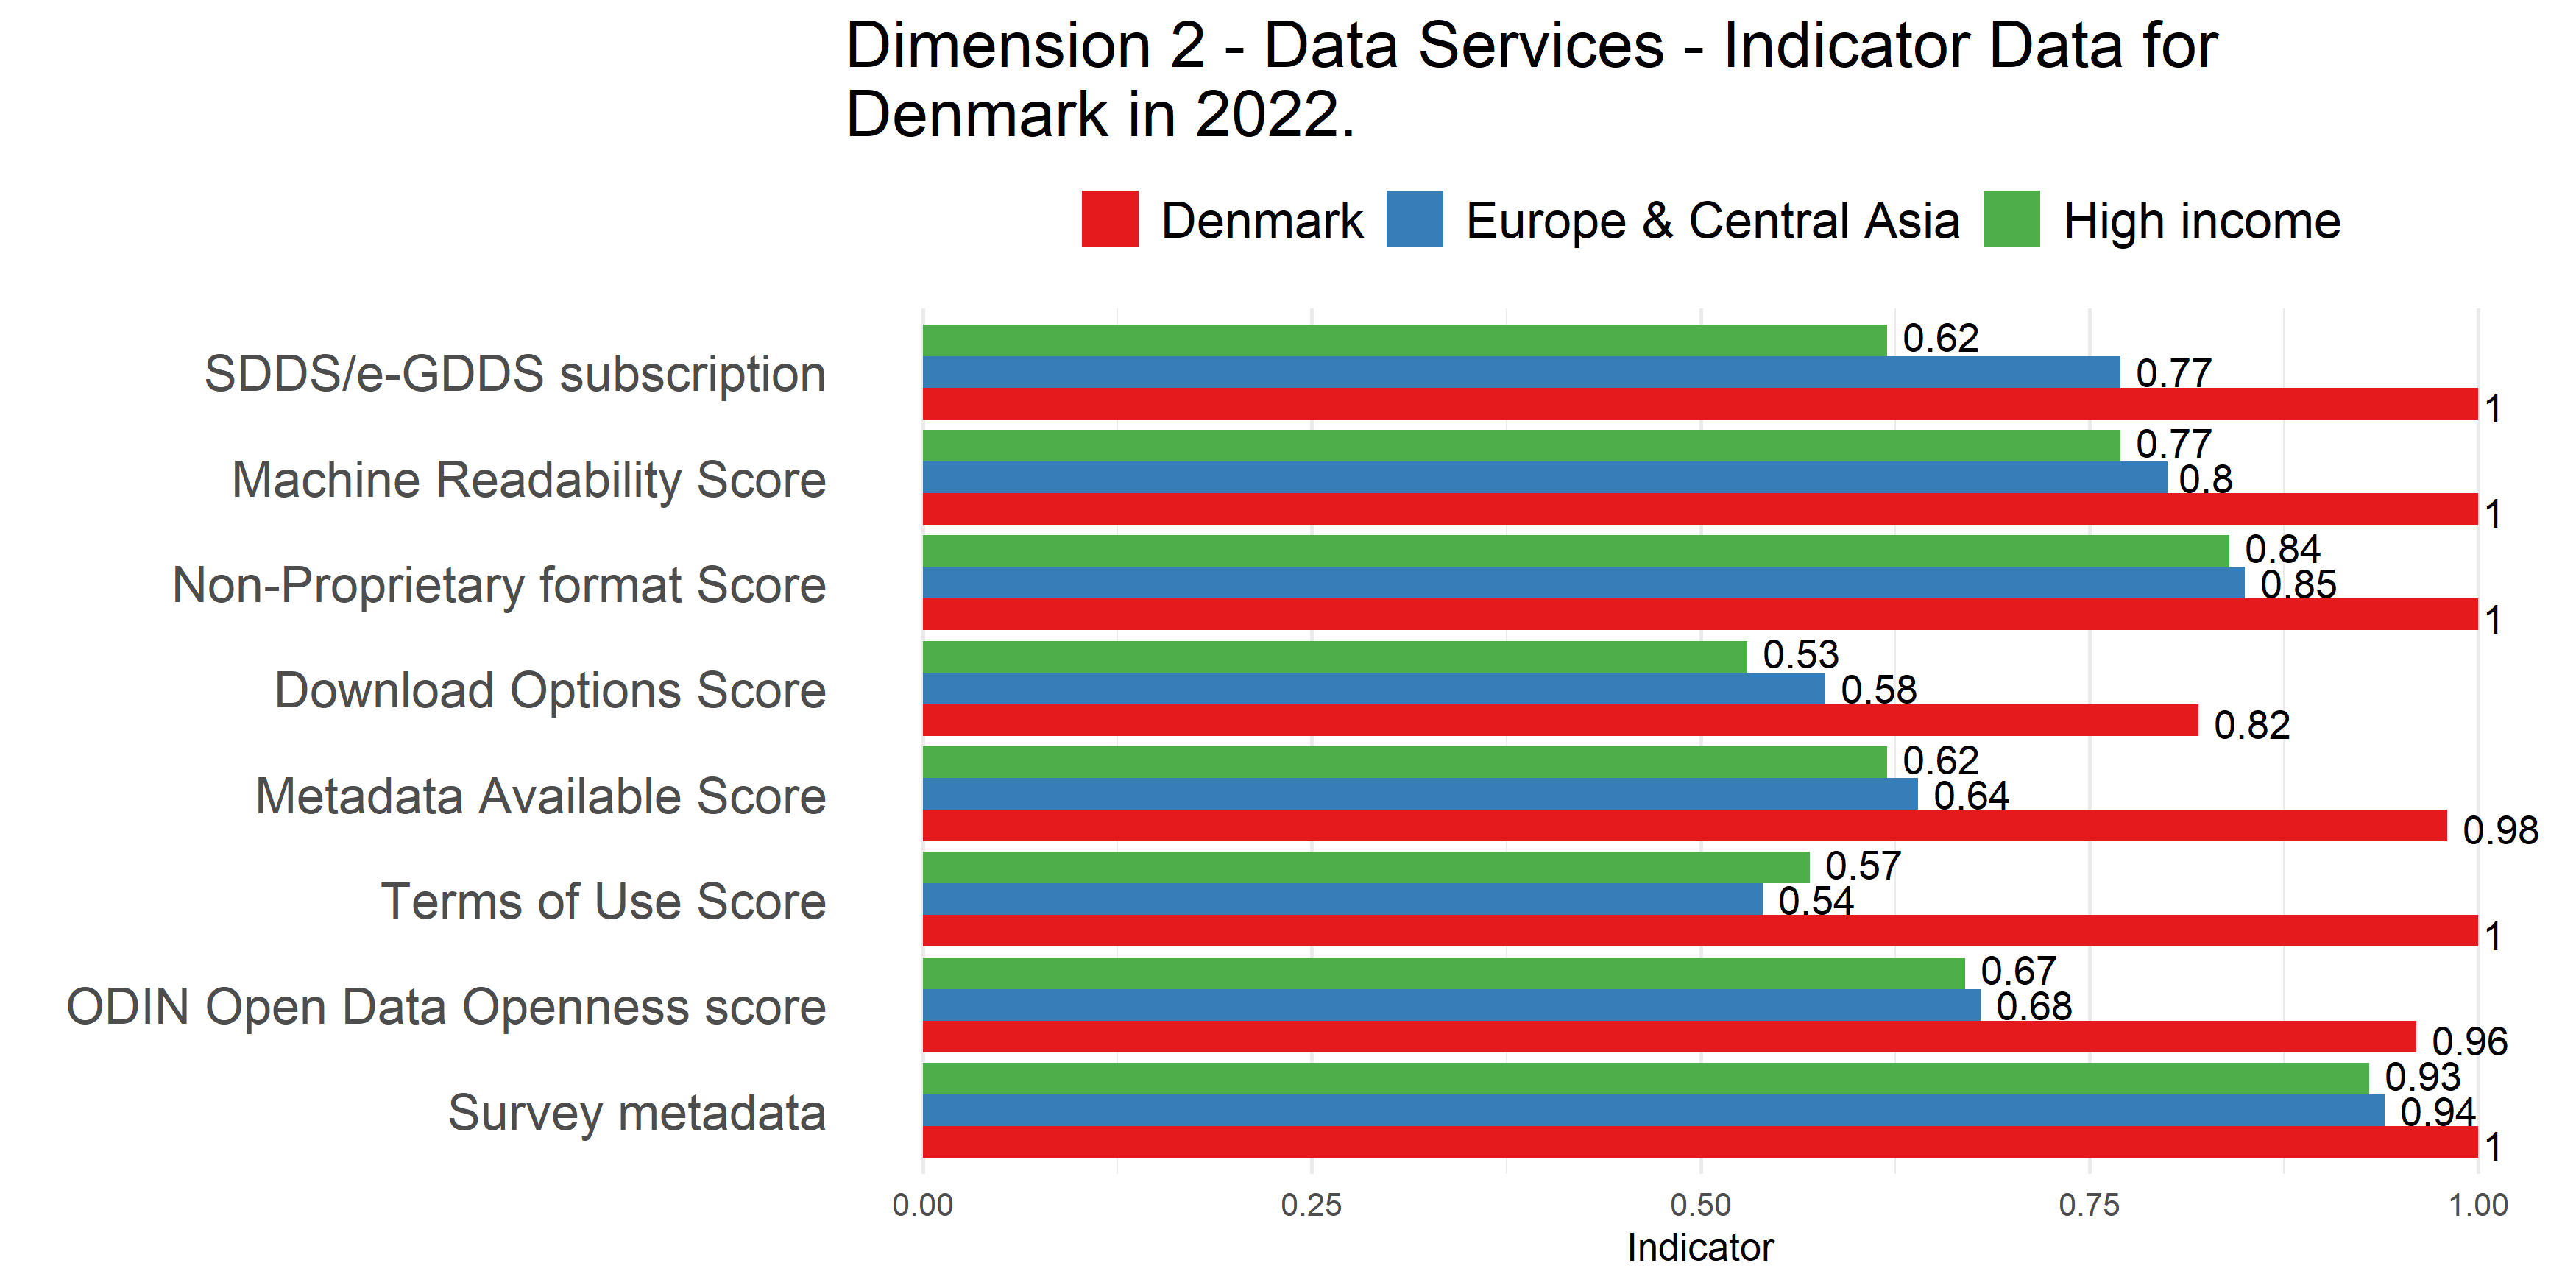 Dimension 2 - Data Services - Indicator Data for
Denmark in 2022.
Denmark
Europe & Central Asia
High income
SDDS/e-GDDS subscription
0.62
0.77
1
Machine Readability Score
0.77
0.8
1
Non-Proprietary format Score
0.84
0.85
1
Download Options Score
0.53
0.58
0.82
Metadata Available Score
0.62
0.64
0.98
Terms of Use Score
0.57
0.54
1
ODIN Open Data Openness score
0.67
0.68
0.96
Survey metadata
0.93
0.94
1
0.00 0.25 0.50 0.75 1.00
Indicator